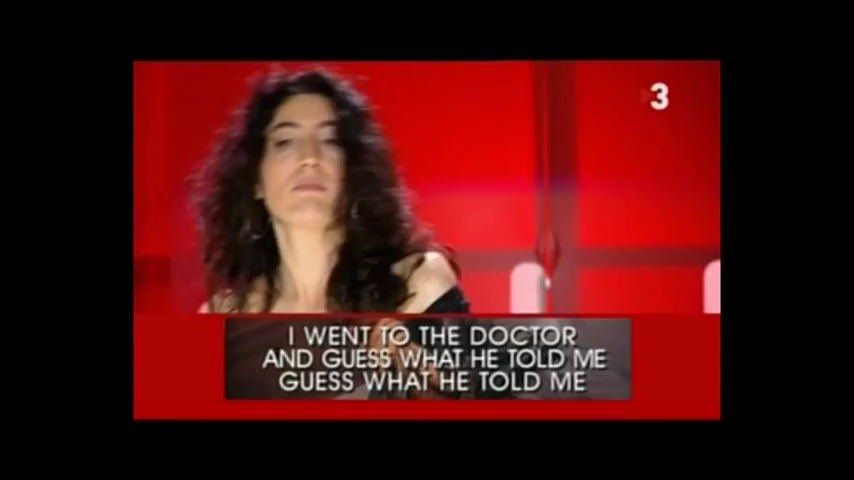 3
I WENT TO THE DOCTOR
AND GUESS WHAT HE TOLD ME
GUESS WHAT HE TOLD ME